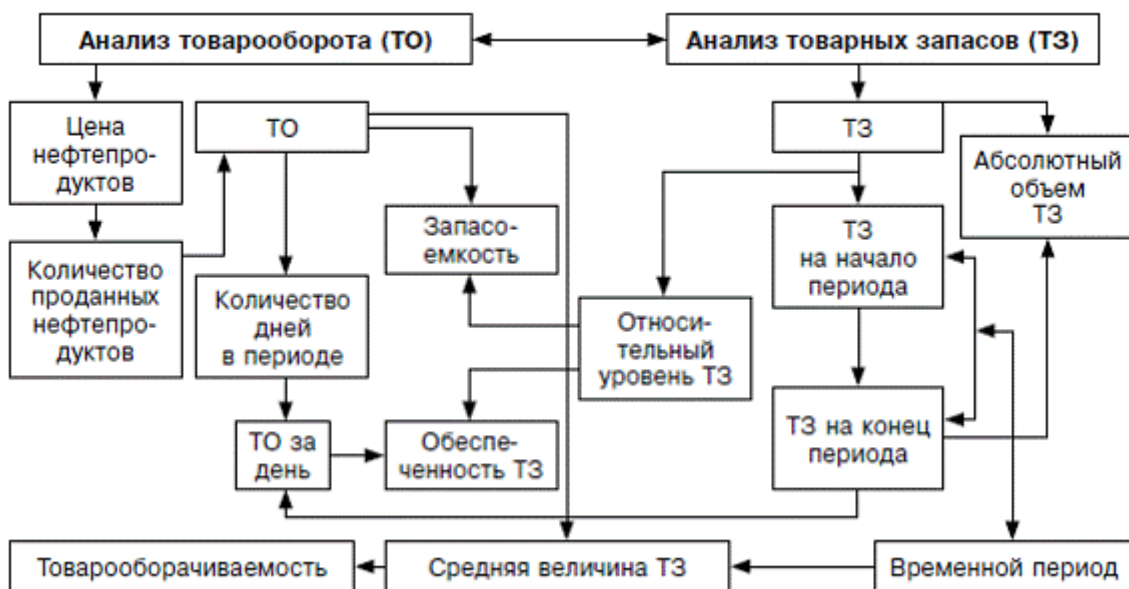 Анализ товарооборота (ТО)
Анализ товарных запасов (ТЗ)
Цена
нефтепро-
дуктов
ТО
ТЗ
Абсолютный
объем
ТЗ
Запасо-
емкость
ТЗ
на начало
периода
Количество
проданных
нефтепро-
дуктов
Количество
дней
в периоде
Относи-
тельный
уровень ТЗ
ТЗ на конец
периода
ТО за
день
Обеспе-
ченность ТЗ
Товарооборачиваемость
Средняя величина ТЗ
Временной период